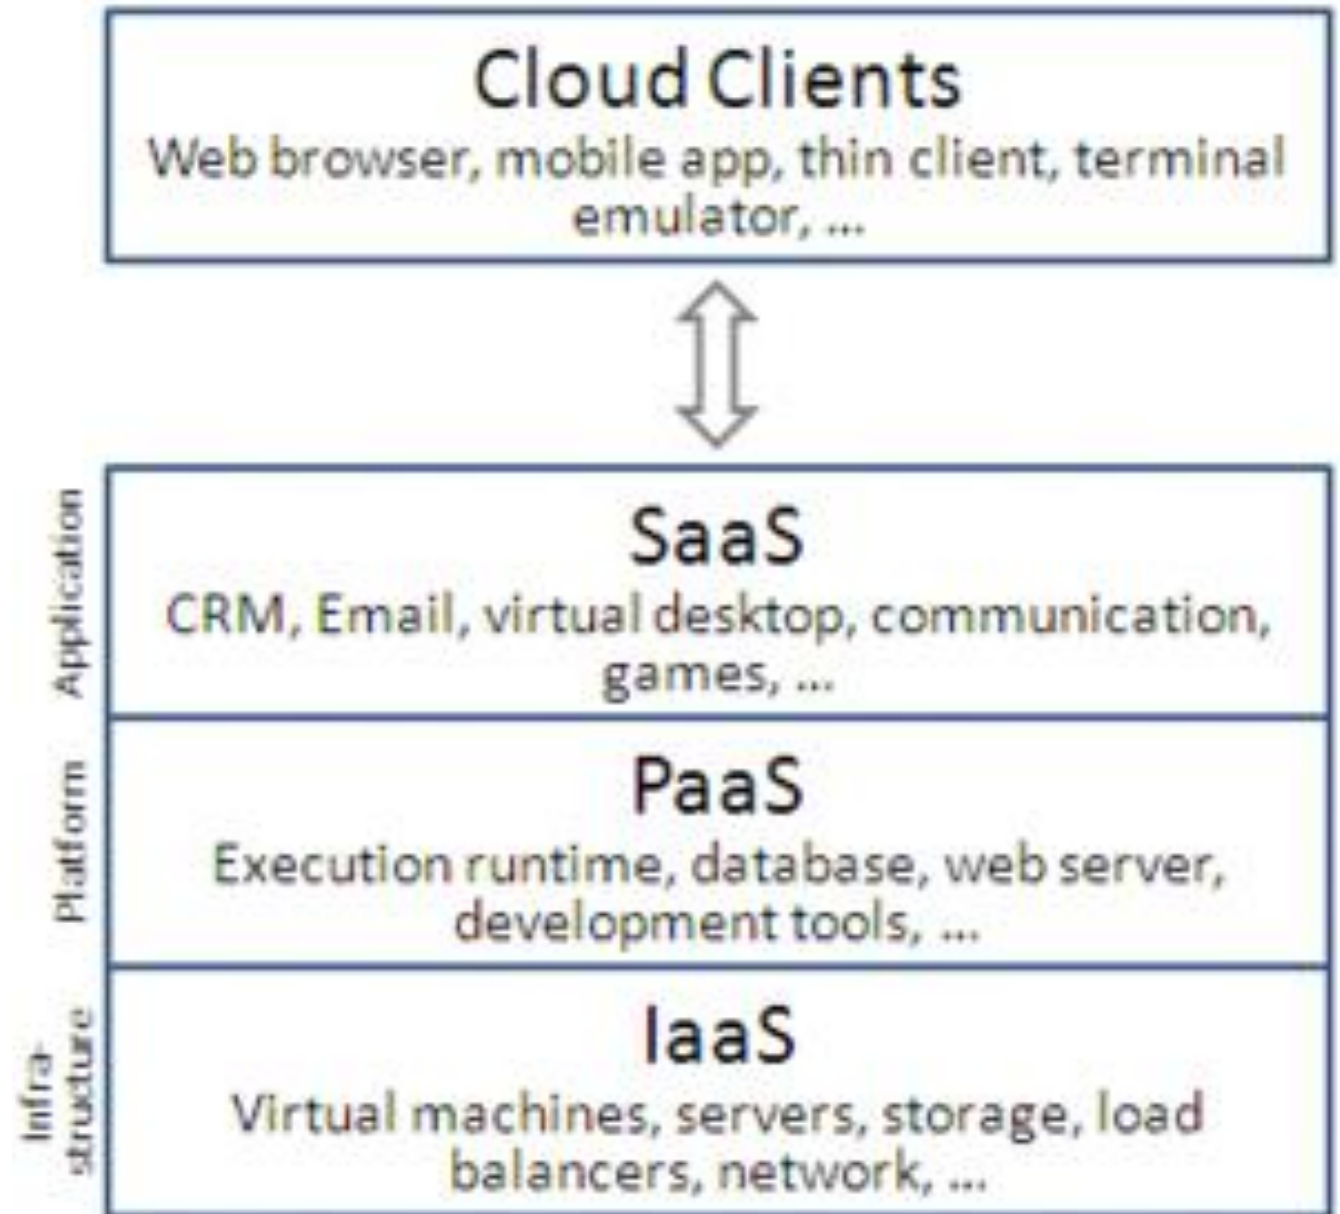 Cloud Clients
Web browser, mobile app, thin client, terminal
emulator, ...
Application
SaaS
CRM, Email, virtual desktop, communication,
games, ...
Platform
PaaS
Execution runtime, database, web server,
development tools, ...
Infra-
structure
IaaS
Virtual machines, servers, storage, load
balancers, network, ...